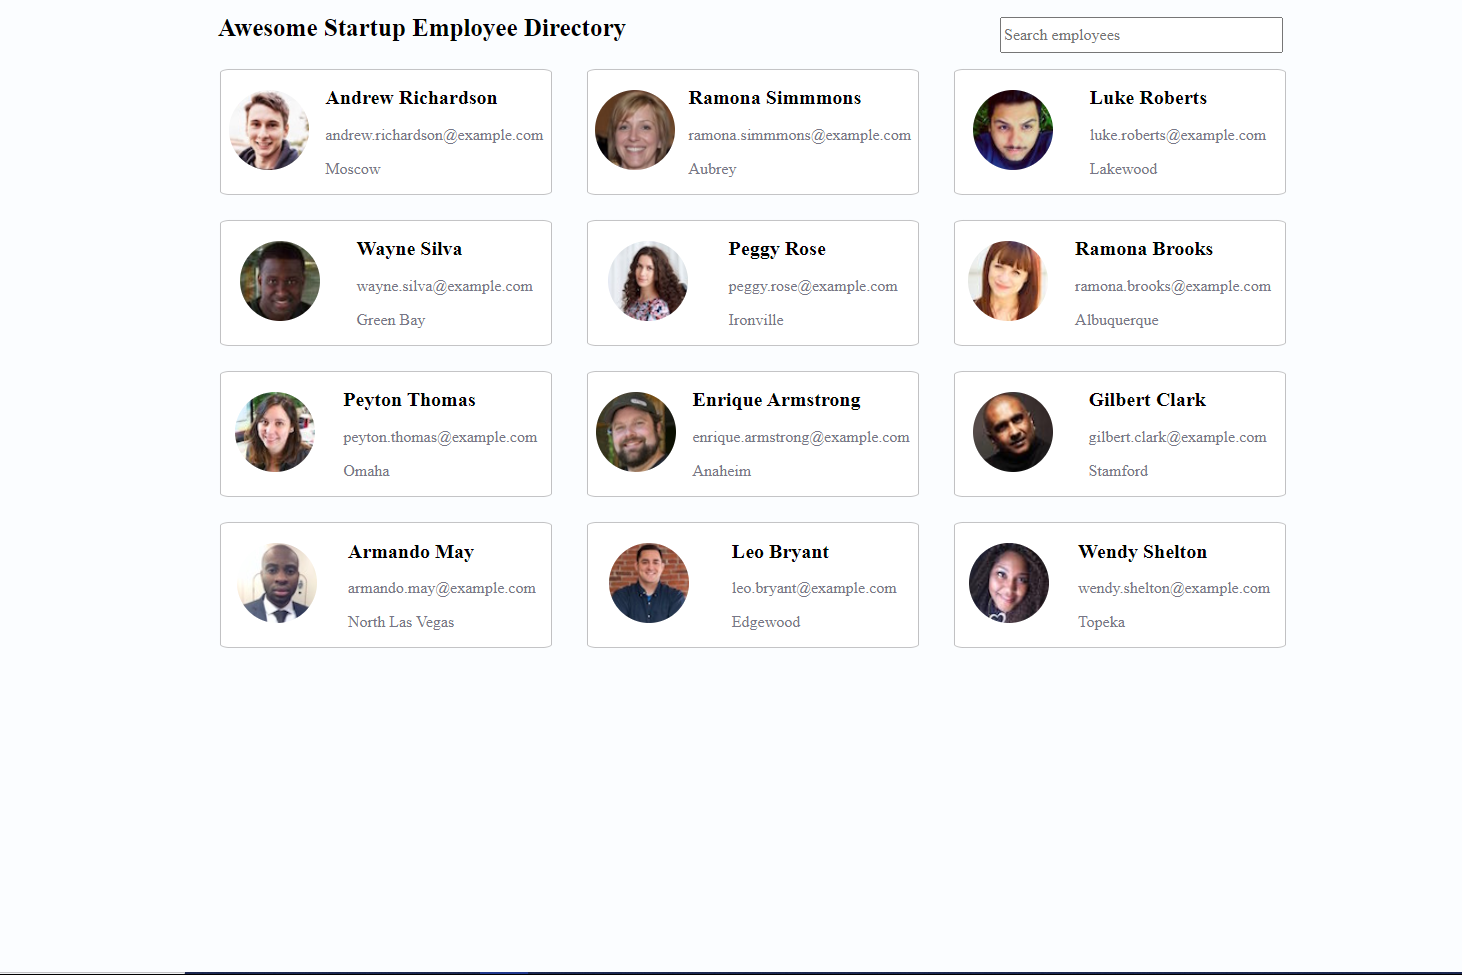 Awesome Startup Employee Directory
Search employees
Andrew Richardson
andrew.richardson@example.com
Moscow
Ramona Simmmons
ramona.simmmons@example.com
Aubrey
Luke Roberts
luke.roberts@example.com
Lakewood
Wayne Silva
wayne.silva@example.com
Green Bay
Peggy Rose
peggy.rose@example.com
Ironville
Ramona Brooks
ramona.brooks@example.com
Albuquerque
Peyton Thomas
peyton.thomas@example.com
Omaha
Enrique Armstrong
enrique.armstrong@example.com
Anaheim
Gilbert Clark
gilbert.clark@example.com
Stamford
Armando May
armando.may@example.com
North Las Vegas
Leo Bryant
leo.bryant@example.com
Edgewood
Wendy Shelton
wendy.shelton@example.com
Topeka